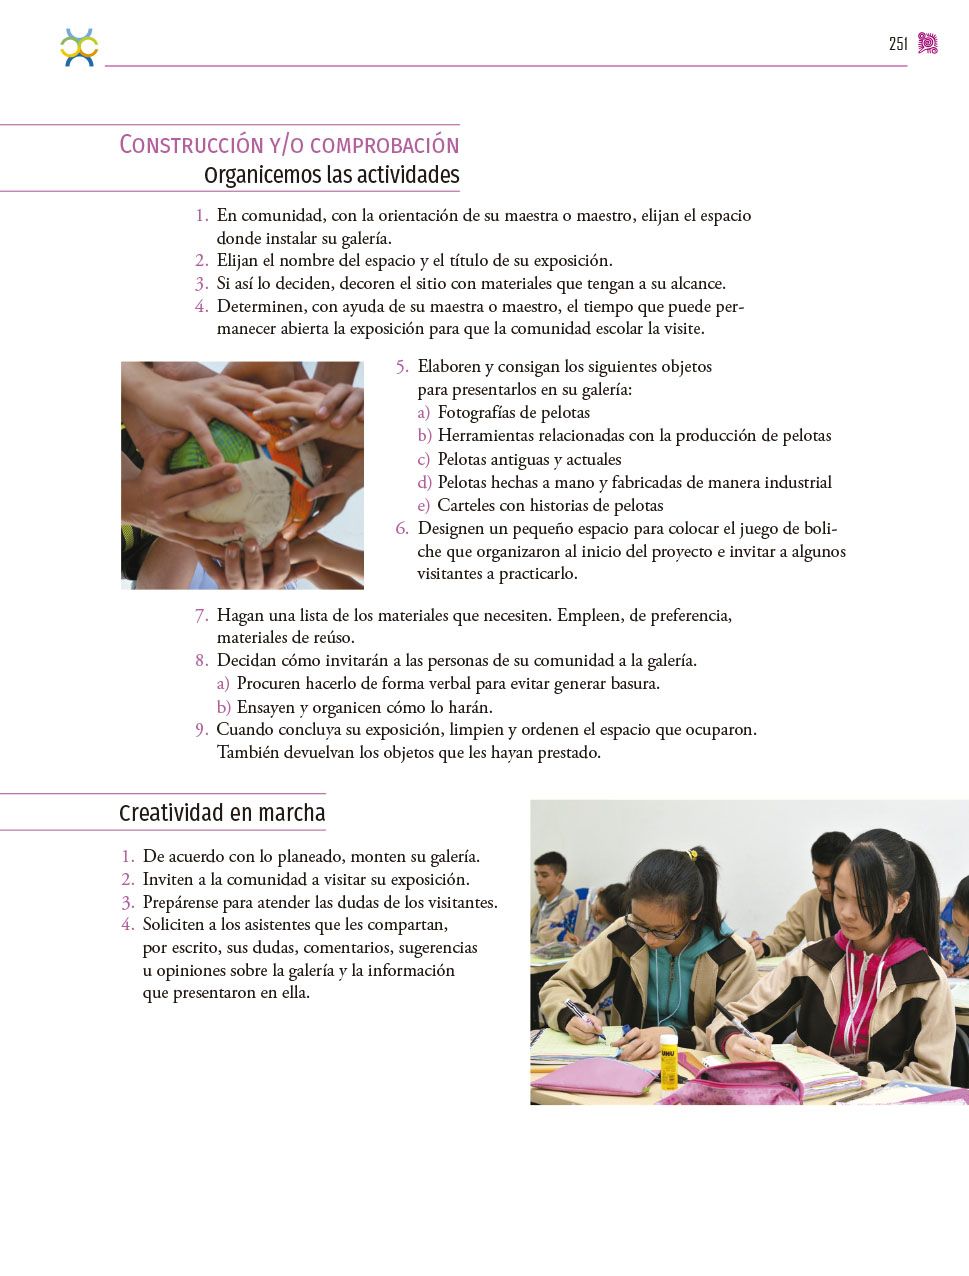 251
Construcción y/o comprobación
Organicemos las actividades
1. En comunidad, con la orientación de su maestra o maestro, elijan el espacio
donde instalar su galería.
2. Elijan el nombre del espacio y el título de su exposición.
3. Si así lo deciden, decoren el sitio con materiales que tengan a su alcance.
4. Determinen, con ayuda de su maestra o maestro, el tiempo que puede per-
manecer abierta la exposición para que la comunidad escolar la visite.
5. Elaboren y consigan los siguientes objetos
para presentarlos en su galería:
a) Fotografías de pelotas
b) Herramientas relacionadas con la producción de pelotas
c) Pelotas antiguas y actuales
d) Pelotas hechas a mano y fabricadas de manera industrial
e) Carteles con historias de pelotas
6. Designen un pequeño espacio para colocar el juego de boli-
che que organizaron al inicio del proyecto e invitar a algunos
visitantes a practicarlo.
7. Hagan una lista de los materiales que necesiten. Empleen, de preferencia,
materiales de reúso.
8. Decidan cómo invitarán a las personas de su comunidad a la galería.
a) Procuren hacerlo de forma verbal para evitar generar basura.
b) Ensayen y organicen cómo lo harán.
9. Cuando concluya su exposición, limpien y ordenen el espacio que ocuparon.
También devuelvan los objetos que les hayan prestado.
Creatividad en marcha
1. De acuerdo con lo planeado, monten su galería.
2. Inviten a la comunidad a visitar su exposición.
3. Prepárense para atender las dudas de los visitantes.
4. Soliciten a los asistentes que les compartan,
por escrito, sus dudas, comentarios, sugerencias
u opiniones sobre la galería y la información
que presentaron en ella.
UHU